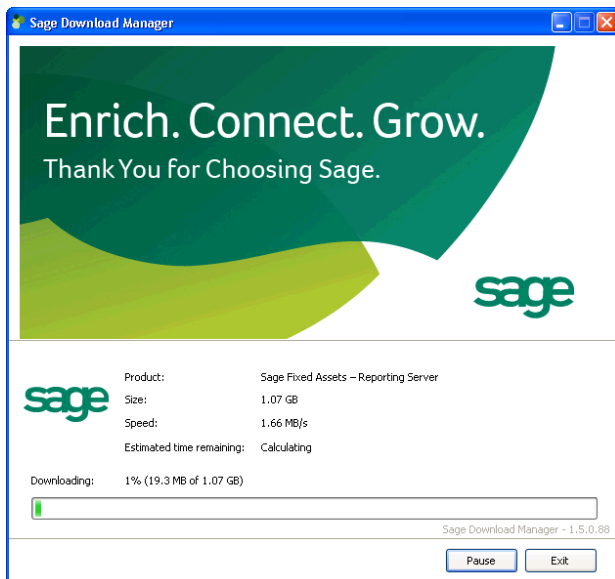 Sage Download Manager
Enrich. Connect. Grow.
Thank You for Choosing Sage.
sage
sage
Product: Sage Fixed Assets – Reporting Server
Size: 1.07 GB
Speed: 1.66 MB/s
Estimated time remaining: Calculating
Downloading: 1% (19.3 MB of 1.07 GB)
Sage Download Manager - 1.5.0.88
Pause Exit